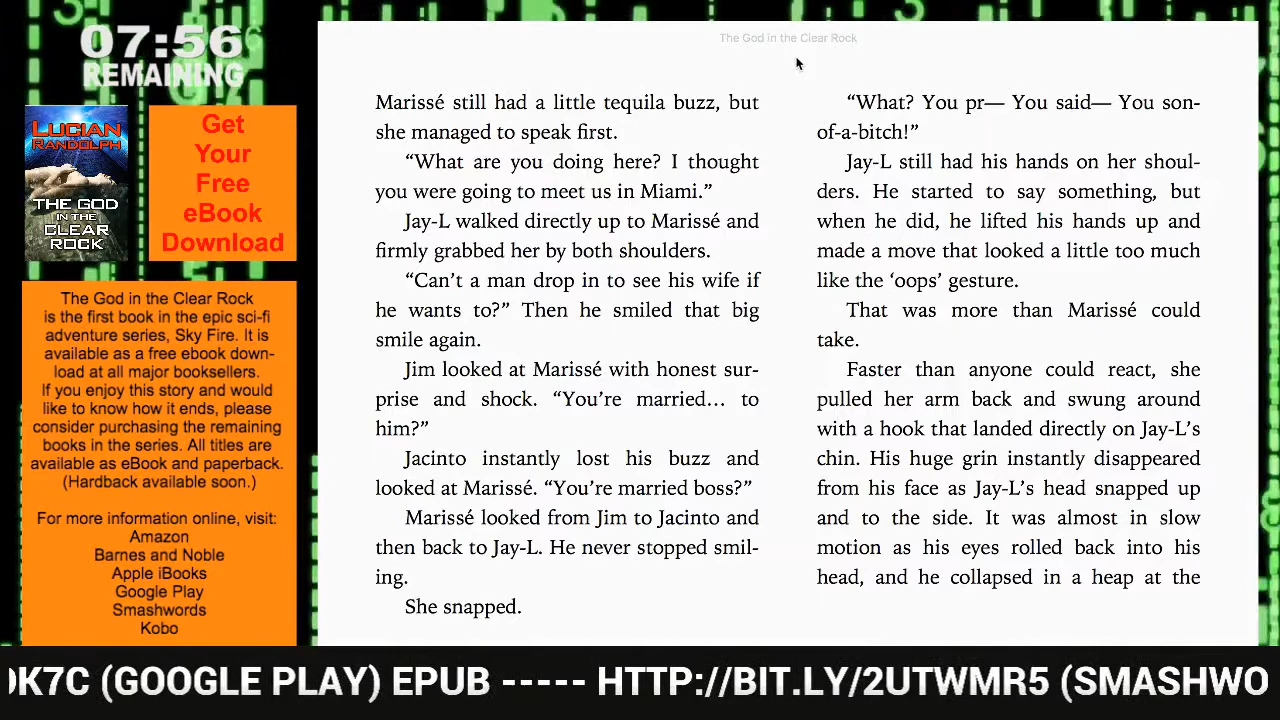 07:56
REMAINING
LUCIAN
RANDOLPH
THE GOD
IN THE
CLEAR
ROCK
Get
Your
Free
eBook
Download
The God in the Clear Rock
is the first book in the epic sci-fi
adventure series, Sky Fire. It is
available as a free ebook down-
load at all major booksellers.
If you enjoy this story and would
like to know how it ends, please
consider purchasing the remaining
books in the series. All titles are
available as eBook and paperback.
(Hardback available soon.)
For more information online, visit:
Amazon
Barnes and Noble
Apple iBooks
Google Play
Smashwords
Kobo
The God in the Clear Rock
Marissé still had a little tequila buzz, but
she managed to speak first.
“What are you doing here? I thought
you were going to meet us in Miami.”
Jay-L walked directly up to Marissé and
firmly grabbed her by both shoulders.
“Can’t a man drop in to see his wife if
he wants to?” Then he smiled that big
smile again.
Jim looked at Marissé with honest sur-
prise and shock. “You’re married… to
him?”
Jacinto instantly lost his buzz and
looked at Marissé. “You’re married boss?”
Marissé looked from Jim to Jacinto and
then back to Jay-L. He never stopped smil-
ing.
She snapped.
“What? You pr— You said— You son-
of-a-bitch!”
Jay-L still had his hands on her shoul-
ders. He started to say something, but
when he did, he lifted his hands up and
made a move that looked a little too much
like the ‘oops’ gesture.
That was more than Marissé could
take.
Faster than anyone could react, she
pulled her arm back and swung around
with a hook that landed directly on Jay-L’s
chin. His huge grin instantly disappeared
from his face as Jay-L’s head snapped up
and to the side. It was almost in slow
motion as his eyes rolled back into his
head, and he collapsed in a heap at the
K7C (GOOGLE PLAY) EPUB ----- HTTP://BIT.LY/2UTWMR5 (SMASHWO